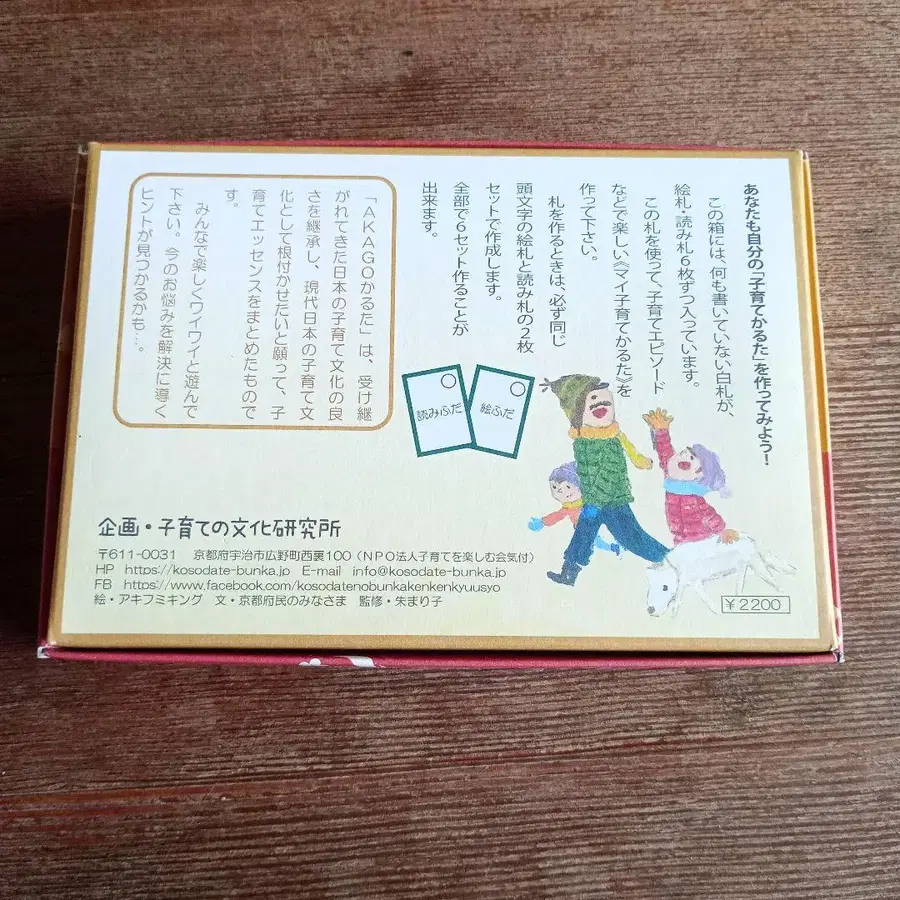 あなたも自分の「子育てかるた」を作ってみよう！
この箱には、何も書いていない白札が、
絵札・読み札６枚ずつ入っています。
この札を使って、子育てエピソード
などで楽しい《マイ子育てかるた》を
作って下さい。
札を作るときは、必ず同じ
頭文字の絵札と読み札の２枚
セットで作成します。
全部で６セット作ることが
出来ます。
読みふだ
絵ふだ
「ＡＫＡＧＯかるた」は、受け継
がれてきた日本の子育て文化の良
さを継承し、現代日本の子育て文
化として根付かせたいと願って、子
育てエッセンスをまとめたもので
す。
みんなで楽しくワイワイと遊んで
下さい。今のお悩みを解決に導く
ヒントが見つかるかも…。
企画・子育ての文化研究所
〒611-0031　京都府宇治市広野町西裏100（ＮＰＯ法人子育てを楽しむ会気付）
HP https://kosodate-bunka.jp E-mail info@kosodate-bunka.jp
FB https://www.facebook.com/kosodatenobunkakenkenkyuusyo
絵・アキフミキング　文・京都府民のみなさま　監修・朱まり子
¥2200